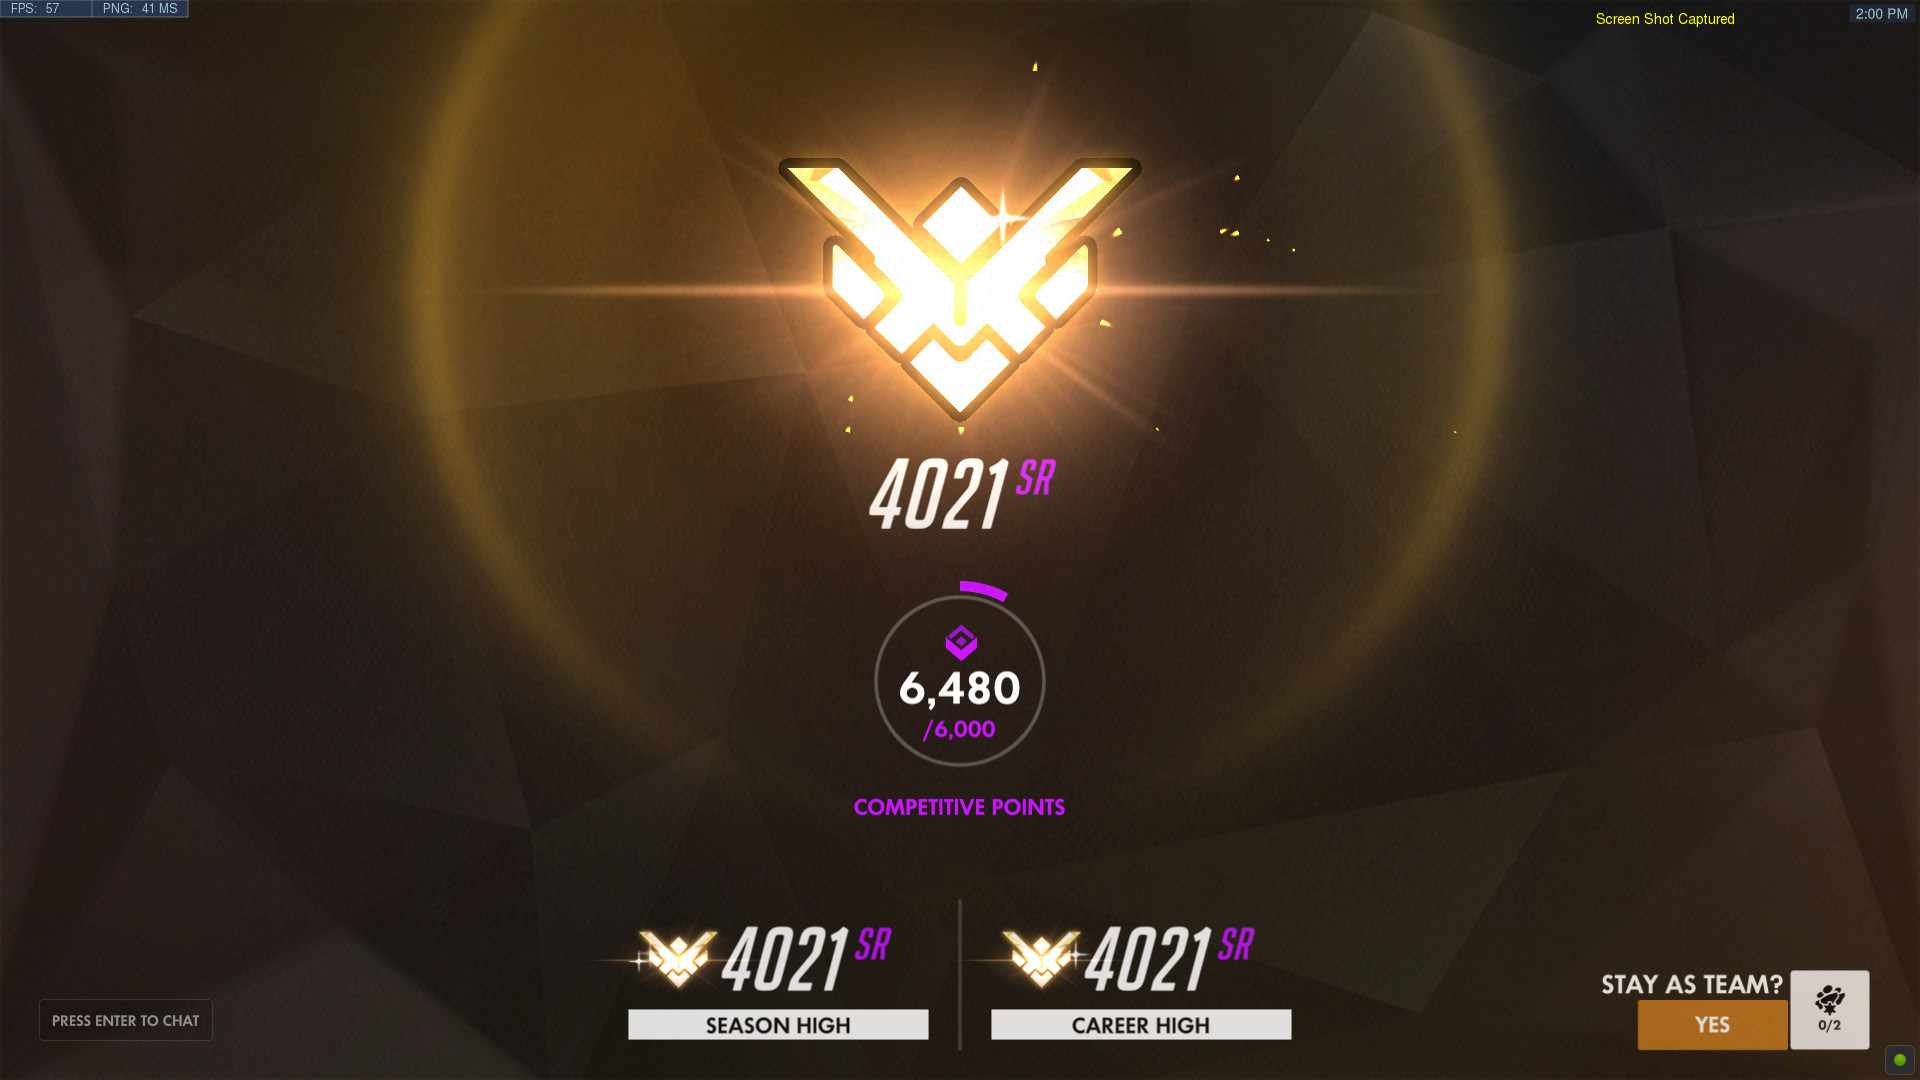 FPS: 57 PNG: 41 MS
Screen Shot Captured
2:00 PM
4021 SR
6,480
/6,000
COMPETITIVE POINTS
4021 SR
SEASON HIGH
4021 SR
CAREER HIGH
STAY AS TEAM?
YES
0/2
PRESS ENTER TO CHAT